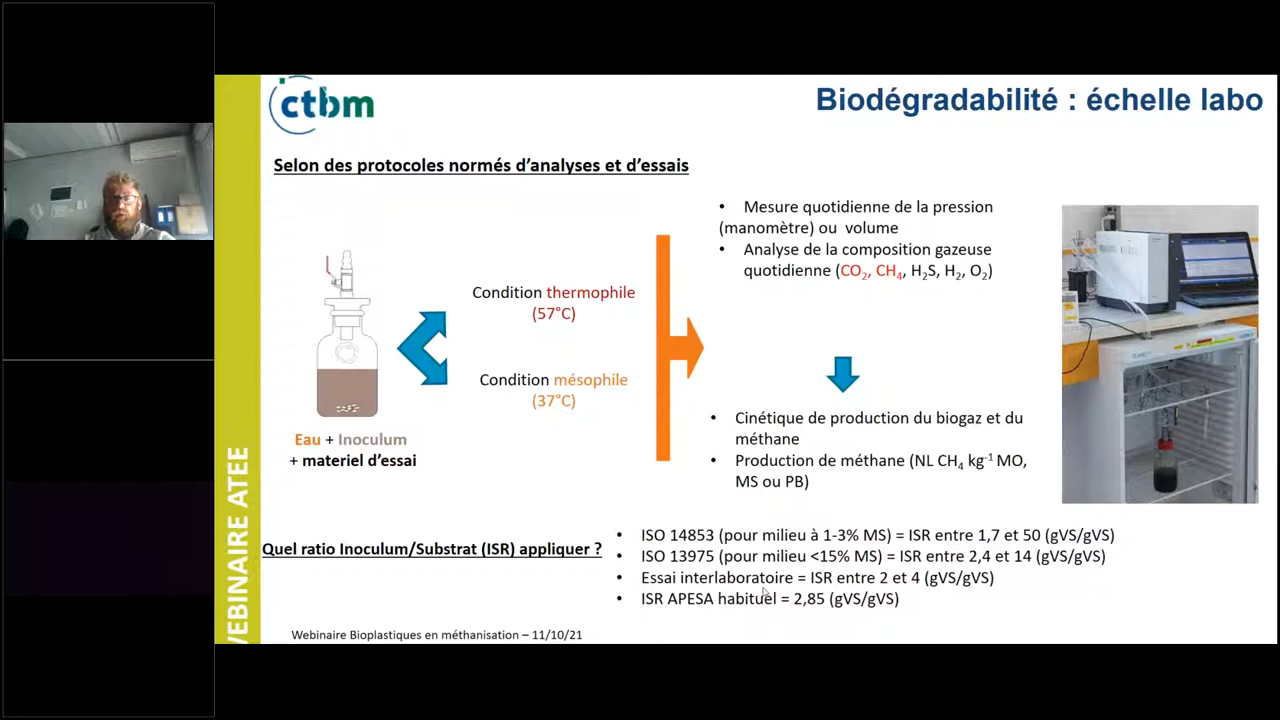 ctbm
Biodégradabilité : échelle labo
Selon des protocoles normés d'analyses et d'essais
• Mesure quotidienne de la pression
(manomètre) ou volume
• Analyse de la composition gazeuse
quotidienne (CO₂, CH₄, H₂S, H₂, O₂)
Condition thermophile
(57°C)
Condition mésophile
(37°C)
Eau + Inoculum
+ materiel d'essai
• Cinétique de production du biogaz et du
méthane
• Production de méthane (NL CH₄ kg⁻¹ MO,
MS ou PB)
Quel ratio Inoculum/Substrat (ISR) appliquer ?
• ISO 14853 (pour milieu à 1-3% MS) = ISR entre 1,7 et 50 (gVS/gVS)
• ISO 13975 (pour milieu <15% MS) = ISR entre 2,4 et 14 (gVS/gVS)
• Essai interlaboratoire = ISR entre 2 et 4 (gVS/gVS)
• ISR APESA habituel = 2,85 (gVS/gVS)
Webinaire Bioplastiques en méthanisation – 11/10/21
WEBINAIRE ATEE